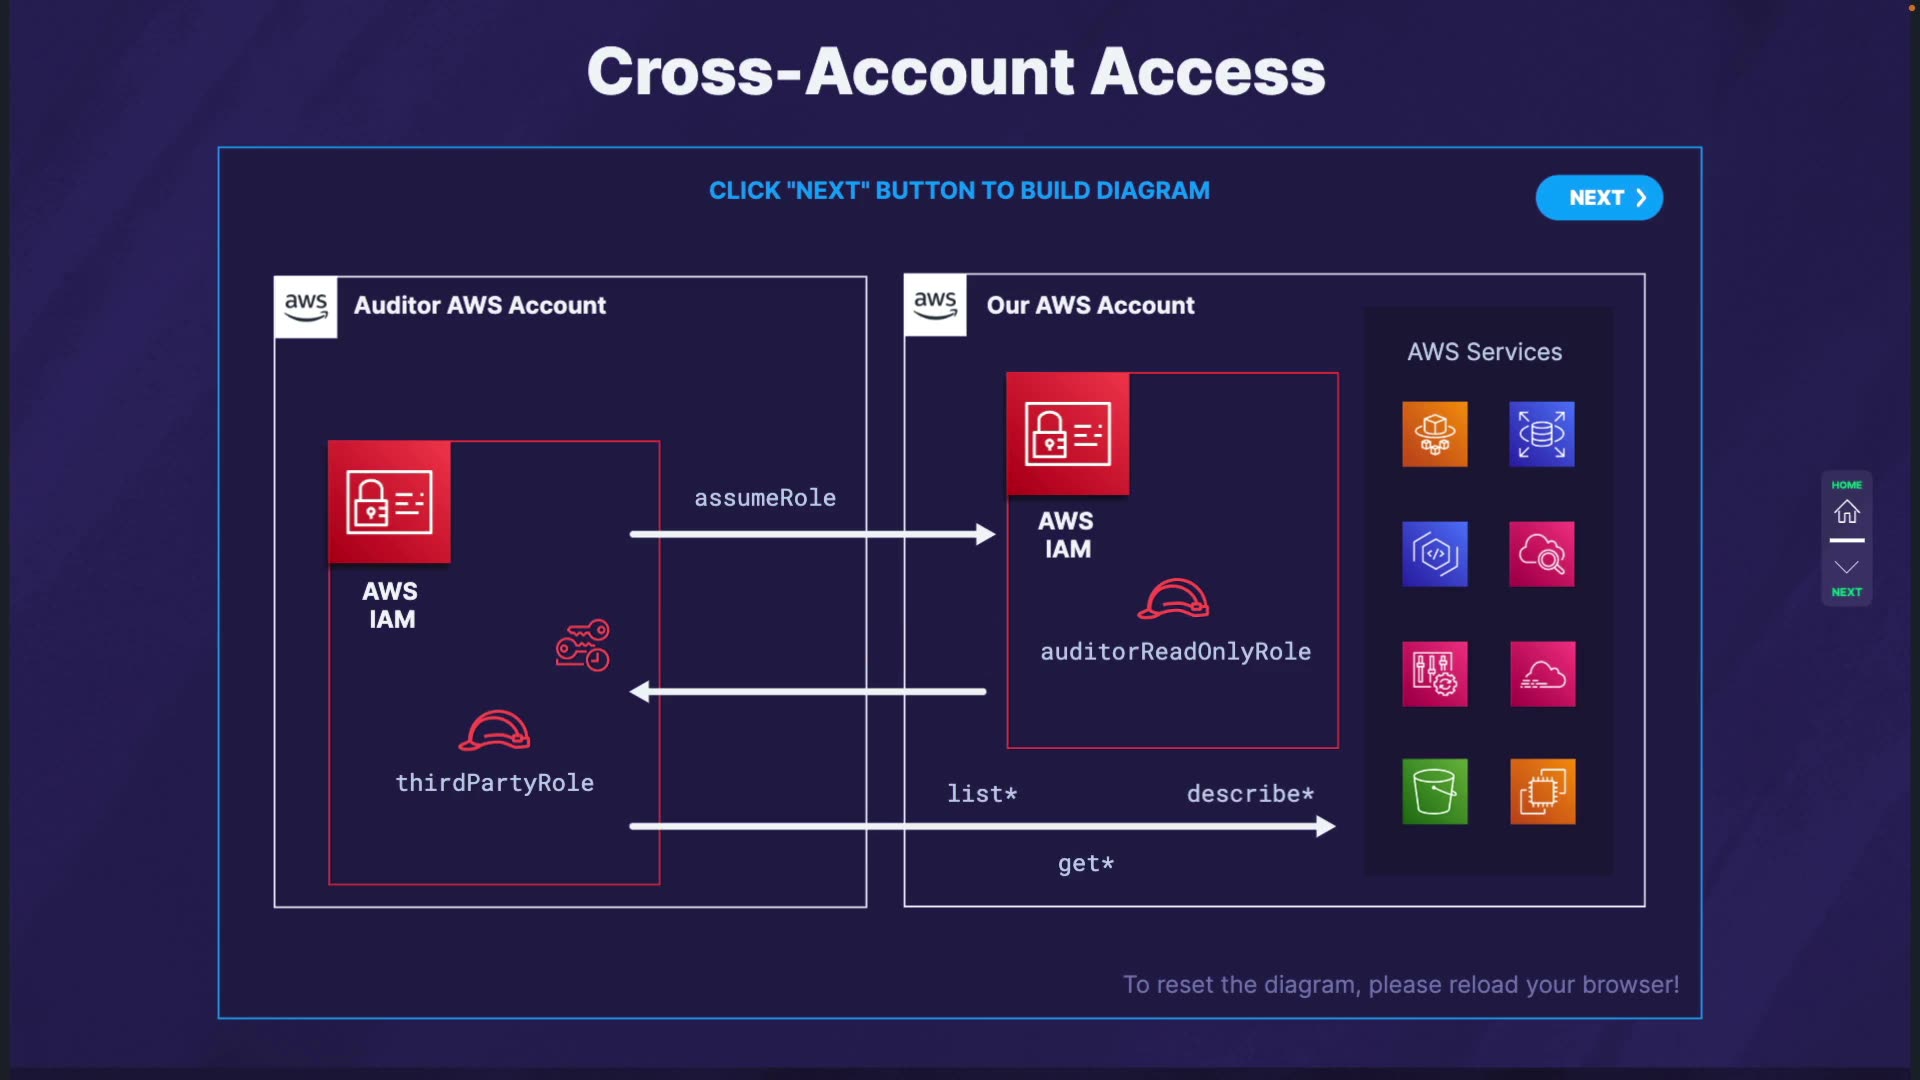 Cross-Account Access
CLICK "NEXT" BUTTON TO BUILD DIAGRAM
NEXT
aws
Auditor AWS Account
aws
Our AWS Account
AWS Services
assumeRole
AWS
IAM
AWS
IAM
auditorReadOnlyRole
thirdPartyRole
list*
describe*
get*
To reset the diagram, please reload your browser!
HOME
NEXT